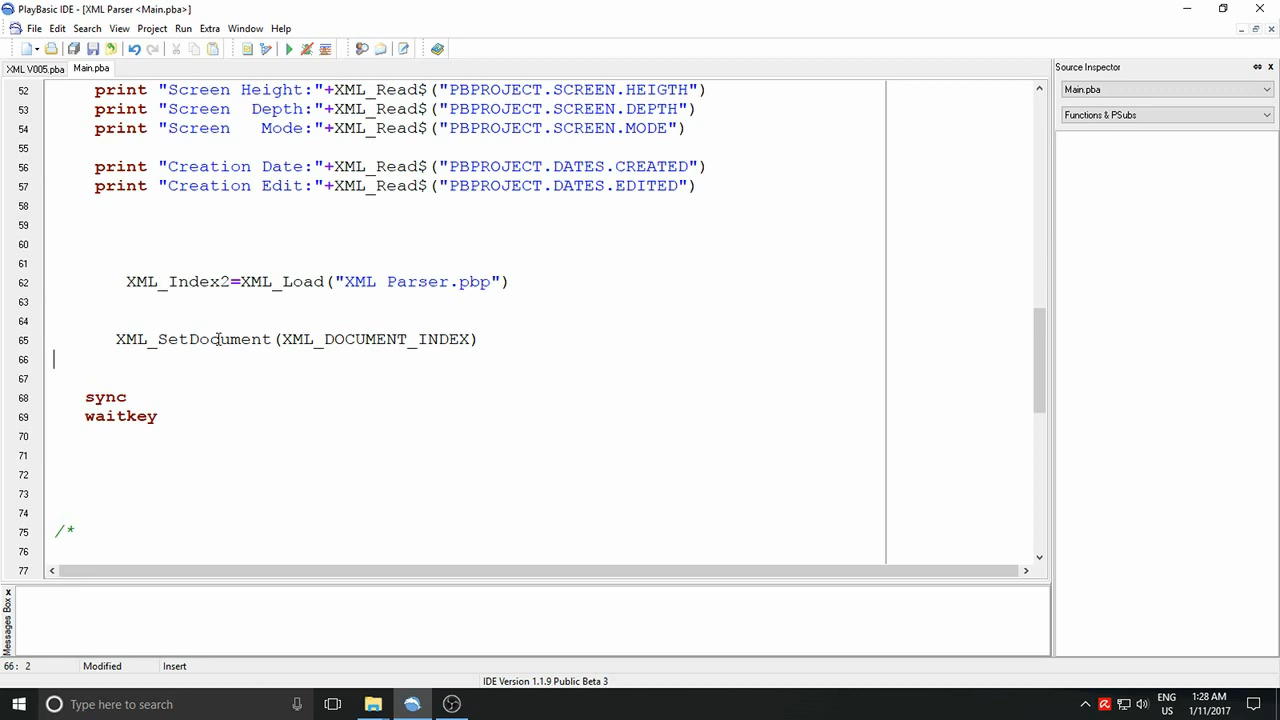 PlayBasic IDE - [XML Parser <Main.pba>]
File Edit Search View Project Run Extra Window Help
XML V005.pba Main.pba
Source Inspector
Main.pba
Functions & PSubs
52 print "Screen Height:"+XML_Read$("PBPROJECT.SCREEN.HEIGTH")
53 print "Screen  Depth:"+XML_Read$("PBPROJECT.SCREEN.DEPTH")
54 print "Screen   Mode:"+XML_Read$("PBPROJECT.SCREEN.MODE")
55
56 print "Creation Date:"+XML_Read$("PBPROJECT.DATES.CREATED")
57 print "Creation Edit:"+XML_Read$("PBPROJECT.DATES.EDITED")
58
59
60
61
62 XML_Index2=XML_Load("XML Parser.pbp")
63
64
65 XML_SetDocument(XML_DOCUMENT_INDEX)
66
67
68 sync
69 waitkey
70
71
72
73
74
75 /*
76
77
Messages Box
66: 2 Modified Insert
IDE Version 1.1.9 Public Beta 3
Type here to search
ENG
US
1:28 AM
1/11/2017